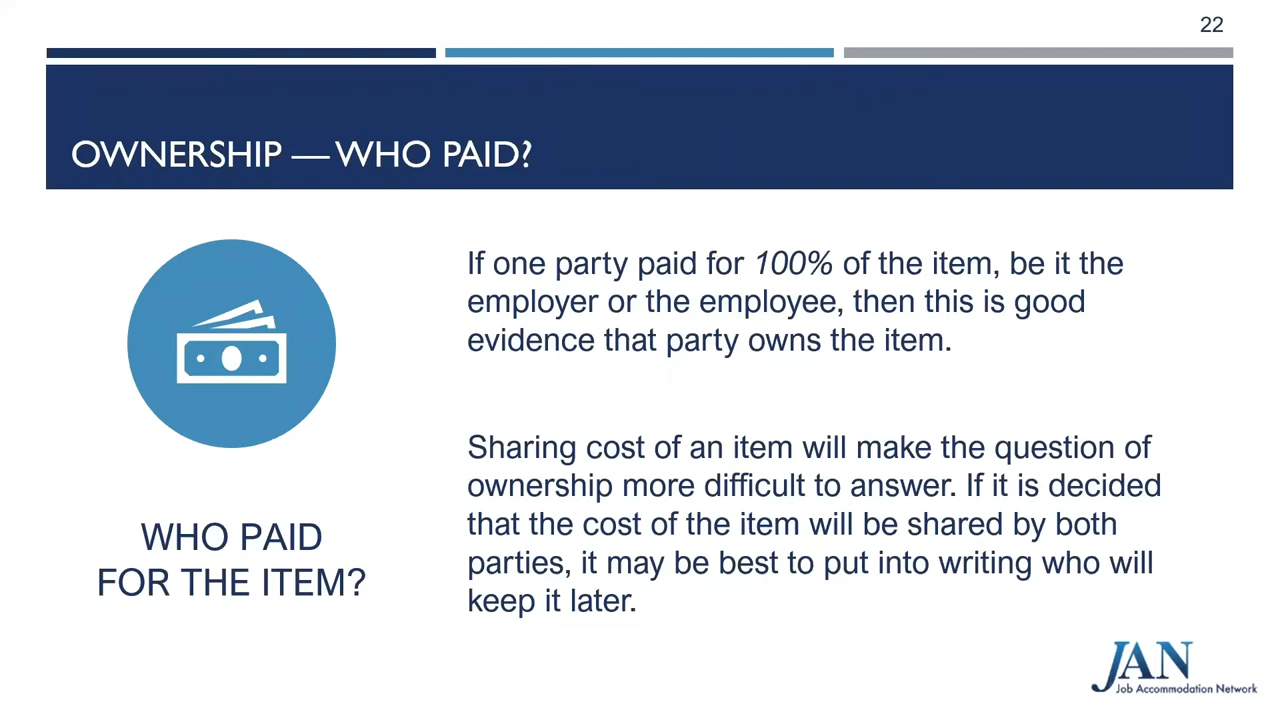 22
OWNERSHIP — WHO PAID?
If one party paid for 100% of the item, be it the
employer or the employee, then this is good
evidence that party owns the item.
Sharing cost of an item will make the question of
ownership more difficult to answer. If it is decided
that the cost of the item will be shared by both
parties, it may be best to put into writing who will
keep it later.
WHO PAID
FOR THE ITEM?
JAN
Job Accommodation Network